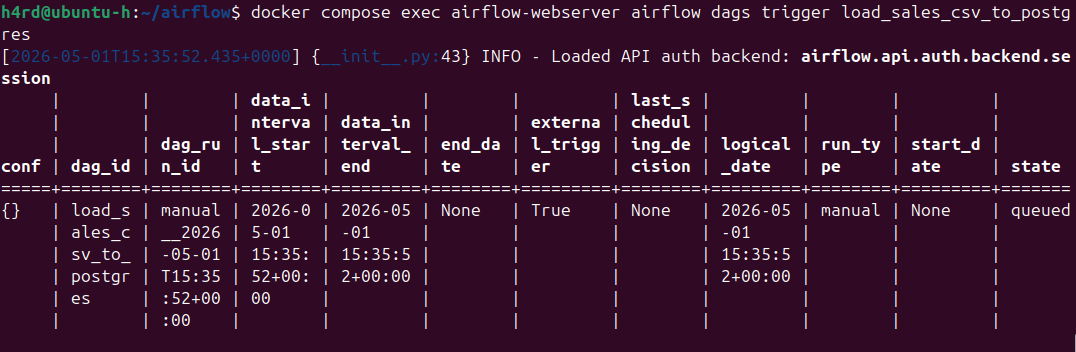 h4rd@ubuntu-h:~/airflow$ docker compose exec airflow-webserver airflow dags trigger load_sales_csv_to_postg
res
[2026-05-01T15:35:52.435+0000] {__init__.py:43} INFO - Loaded API auth backend: airflow.api.auth.backend.se
ssion
     |        |        | data_i |         |        |         | last_s |         |        |         |
     |        |        | nterva | data_in |        | externa | chedul |         |        |         |
     |        | dag_ru | l_star | terval_ | end_da | l_trigg | ing_de | logical | run_ty | start_d |
conf | dag_id | n_id   | t      | end     | te     | er      | cision | _date   | pe     | ate     | state
=====+========+========+========+=========+========+=========+========+=========+========+=========+=======
{}   | load_s | manual | 2026-0 | 2026-05 | None   | True    | None   | 2026-05 | manual | None    | queued
     | ales_c | __2026 | 5-01   | -01     |        |         |        | -01     |        |         |
     | sv_to_ | -05-01 | 15:35: | 15:35:5 |        |         |        | 15:35:5 |        |         |
     | postgr | T15:35 | 52+00: | 2+00:00 |        |         |        | 2+00:00 |        |         |
     | es     | :52+00 | 00     |         |        |         |        |         |        |         |
     |        | :00    |        |         |        |         |        |         |        |         |